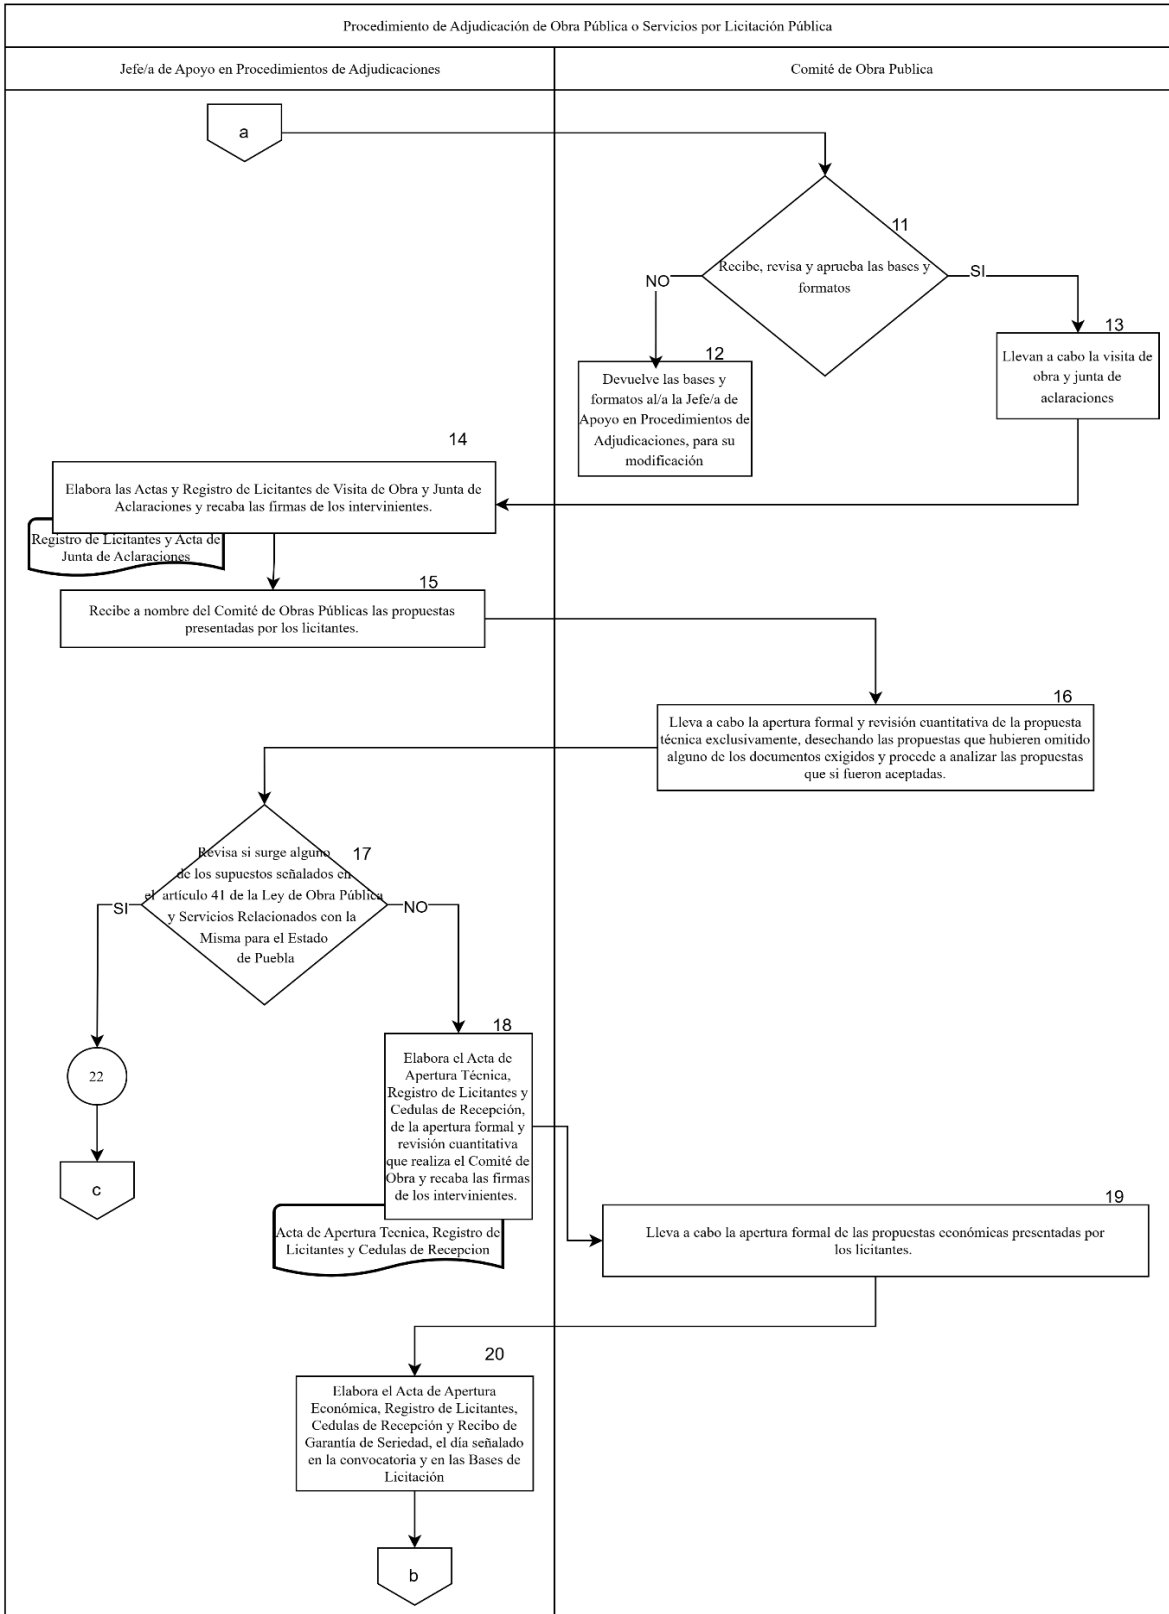 Procedimiento de Adjudicación de Obra Pública o Servicios por Licitación Pública
Jefe/a de Apoyo en Procedimientos de Adjudicaciones
Comité de Obra Publica
a
11
Recibe, revisa y aprueba las bases y
formatos
NO
SI
12
Devuelve las bases y
formatos al/a la Jefe/a de
Apoyo en Procedimientos de
Adjudicaciones, para su
modificación
13
Llevan a cabo la visita de
obra y junta de
aclaraciones
14
Elabora las Actas y Registro de Licitantes de Visita de Obra y Junta de
Aclaraciones y recaba las firmas de los intervinientes.
Registro de Licitantes y Acta de
Junta de Aclaraciones
15
Recibe a nombre del Comité de Obras Públicas las propuestas
presentadas por los licitantes.
16
Lleva a cabo la apertura formal y revisión cuantitativa de la propuesta
técnica exclusivamente, desechando las propuestas que hubieren omitido
alguno de los documentos exigidos y procede a analizar las propuestas
que si fueron aceptadas.
17
Revisa si surge alguno
de los supuestos señalados en
el artículo 41 de la Ley de Obra Pública
y Servicios Relacionados con la
Misma para el Estado
de Puebla
SI
NO
22
c
18
Elabora el Acta de
Apertura Técnica,
Registro de Licitantes y
Cedulas de Recepción,
de la apertura formal y
revisión cuantitativa
que realiza el Comité de
Obra y recaba las firmas
de los intervinientes.
Acta de Apertura Tecnica, Registro de
Licitantes y Cedulas de Recepcion
19
Lleva a cabo la apertura formal de las propuestas económicas presentadas por
los licitantes.
20
Elabora el Acta de Apertura
Económica, Registro de Licitantes,
Cedulas de Recepción y Recibo de
Garantía de Seriedad, el día señalado
en la convocatoria y en las Bases de
Licitación
b